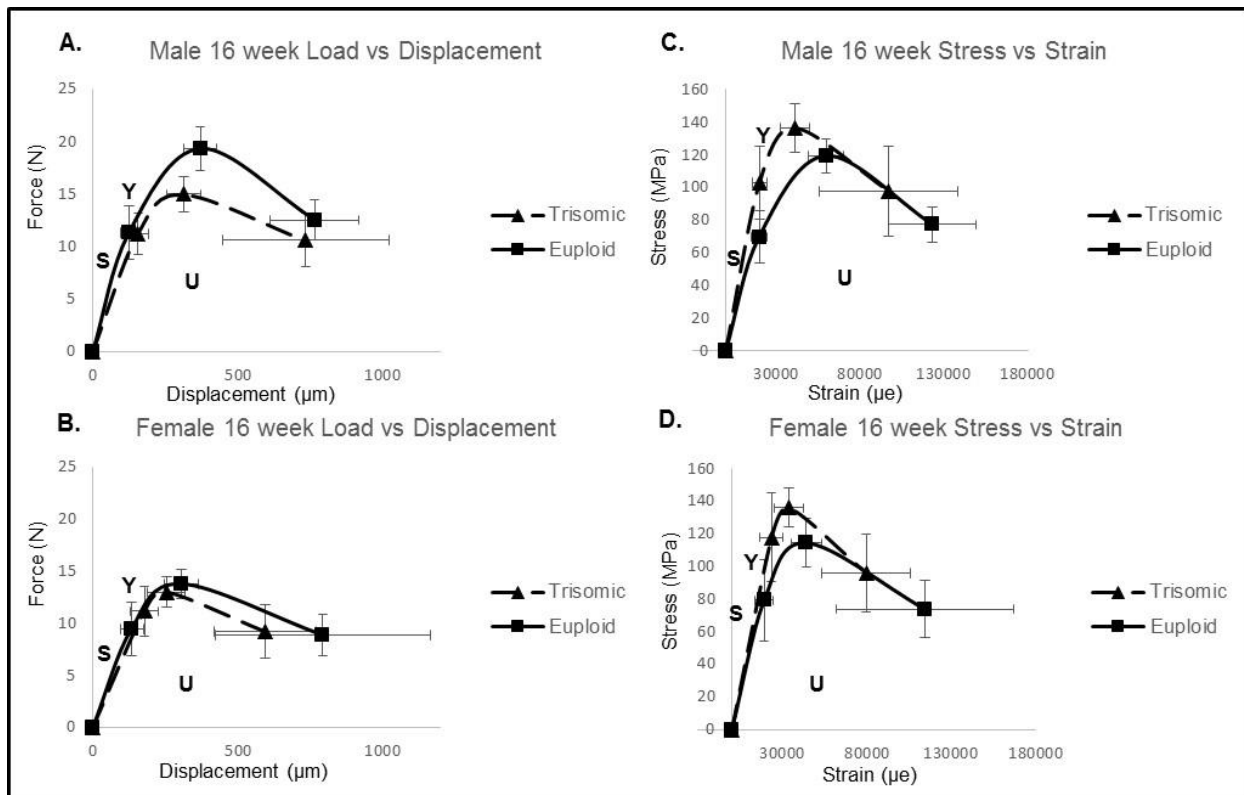 A.
Male 16 week Load vs Displacement
25
20
15
10
5
0
Force (N)
Y
S
U
0 500 1000
Displacement (µm)
Trisomic
Euploid
C.
Male 16 week Stress vs Strain
160
140
120
100
80
60
40
20
0
Stress (MPa)
Y
S
U
30000 80000 130000 180000
Strain (µe)
Trisomic
Euploid
B.
Female 16 week Load vs Displacement
25
20
15
10
5
0
Force (N)
Y
S
U
0 500 1000
Displacement (µm)
Trisomic
Euploid
D.
Female 16 week Stress vs Strain
160
140
120
100
80
60
40
20
0
Stress (MPa)
Y
S
U
30000 80000 130000 180000
Strain (µe)
Trisomic
Euploid